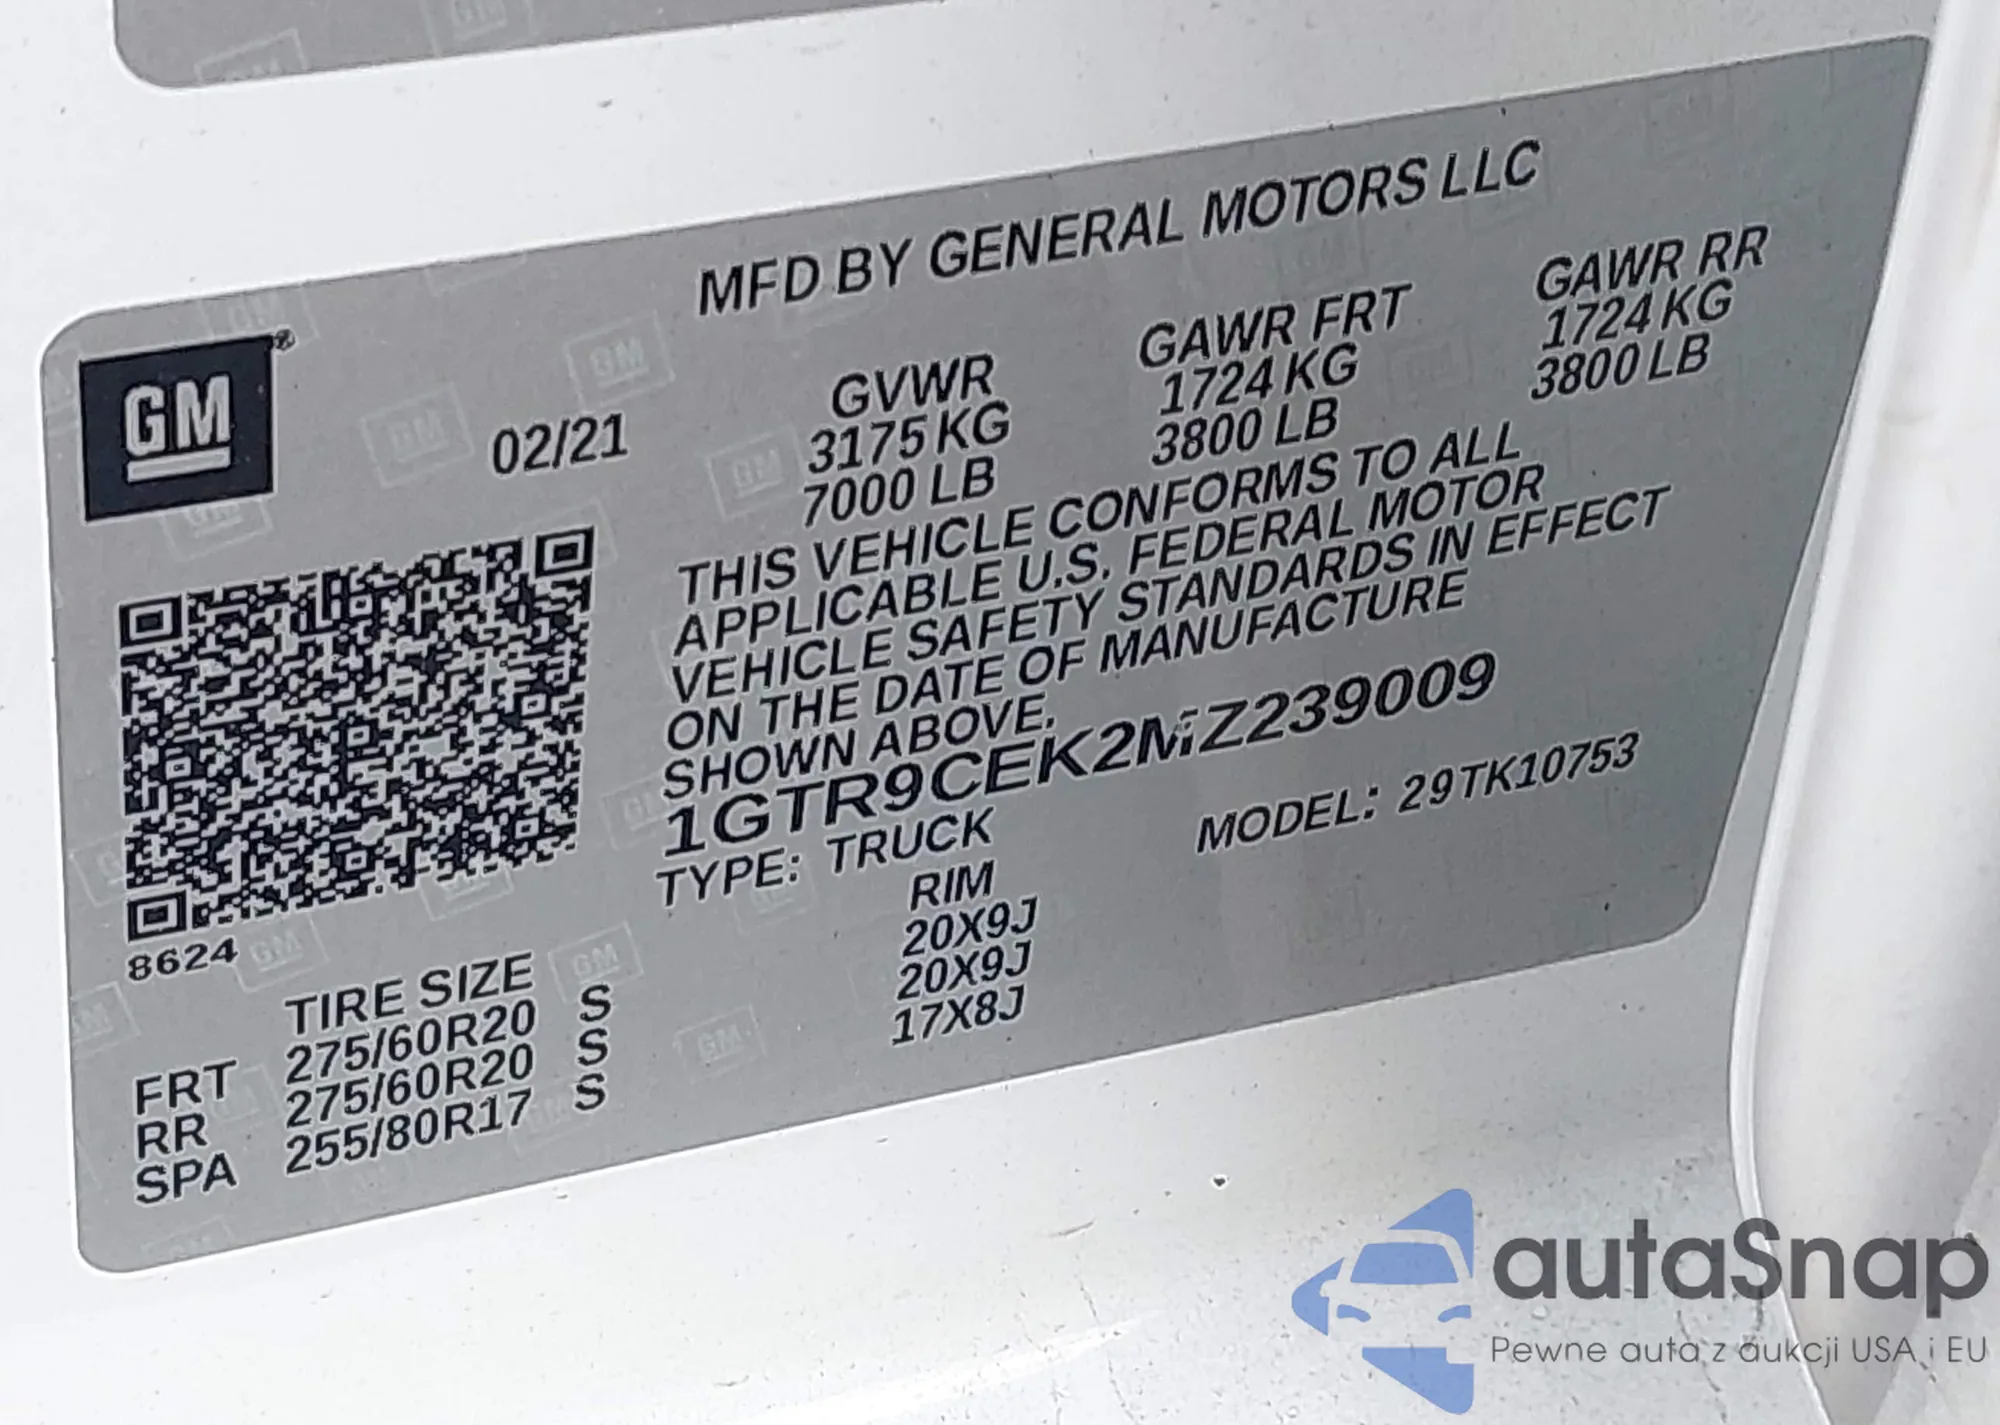 MFD BY GENERAL MOTORS LLC
GM®
02/21
GVWR GAWR FRT GAWR RR
3175 KG 1724 KG 1724 KG
7000 LB 3800 LB 3800 LB
THIS VEHICLE CONFORMS TO ALL
APPLICABLE U.S. FEDERAL MOTOR
VEHICLE SAFETY STANDARDS IN EFFECT
ON THE DATE OF MANUFACTURE
SHOWN ABOVE.
1GTR9CEK2MZ239009
TYPE: TRUCK MODEL: 29TK10753
8624
TIRE SIZE RIM
FRT 275/60R20 S 20X9J
RR 275/60R20 S 20X9J
SPA 255/80R17 S 17X8J
autaSnap
Pewne auta z aukcji USA i EU